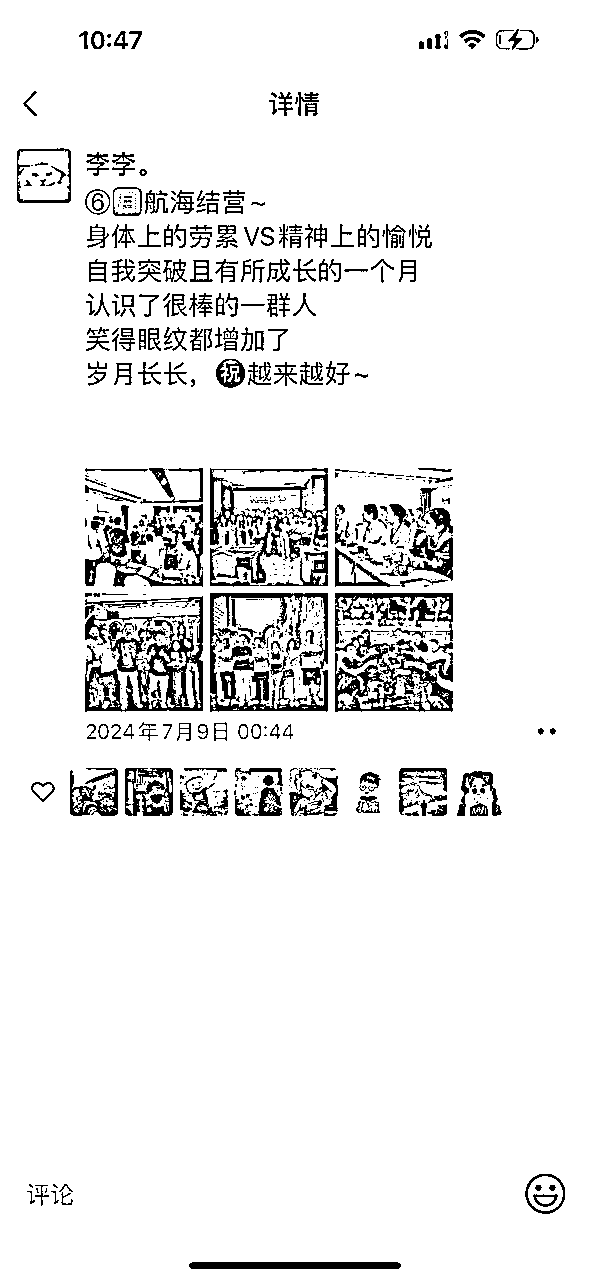 10:47
详情
李李。
⑥🈷航海结营~
身体上的劳累VS精神上的愉悦
自我突破且有所成长的一个月
认识了很棒的一群人
笑得眼纹都增加了
岁月长长，㊗越来越好~
2024年7月9日 00:44
评论